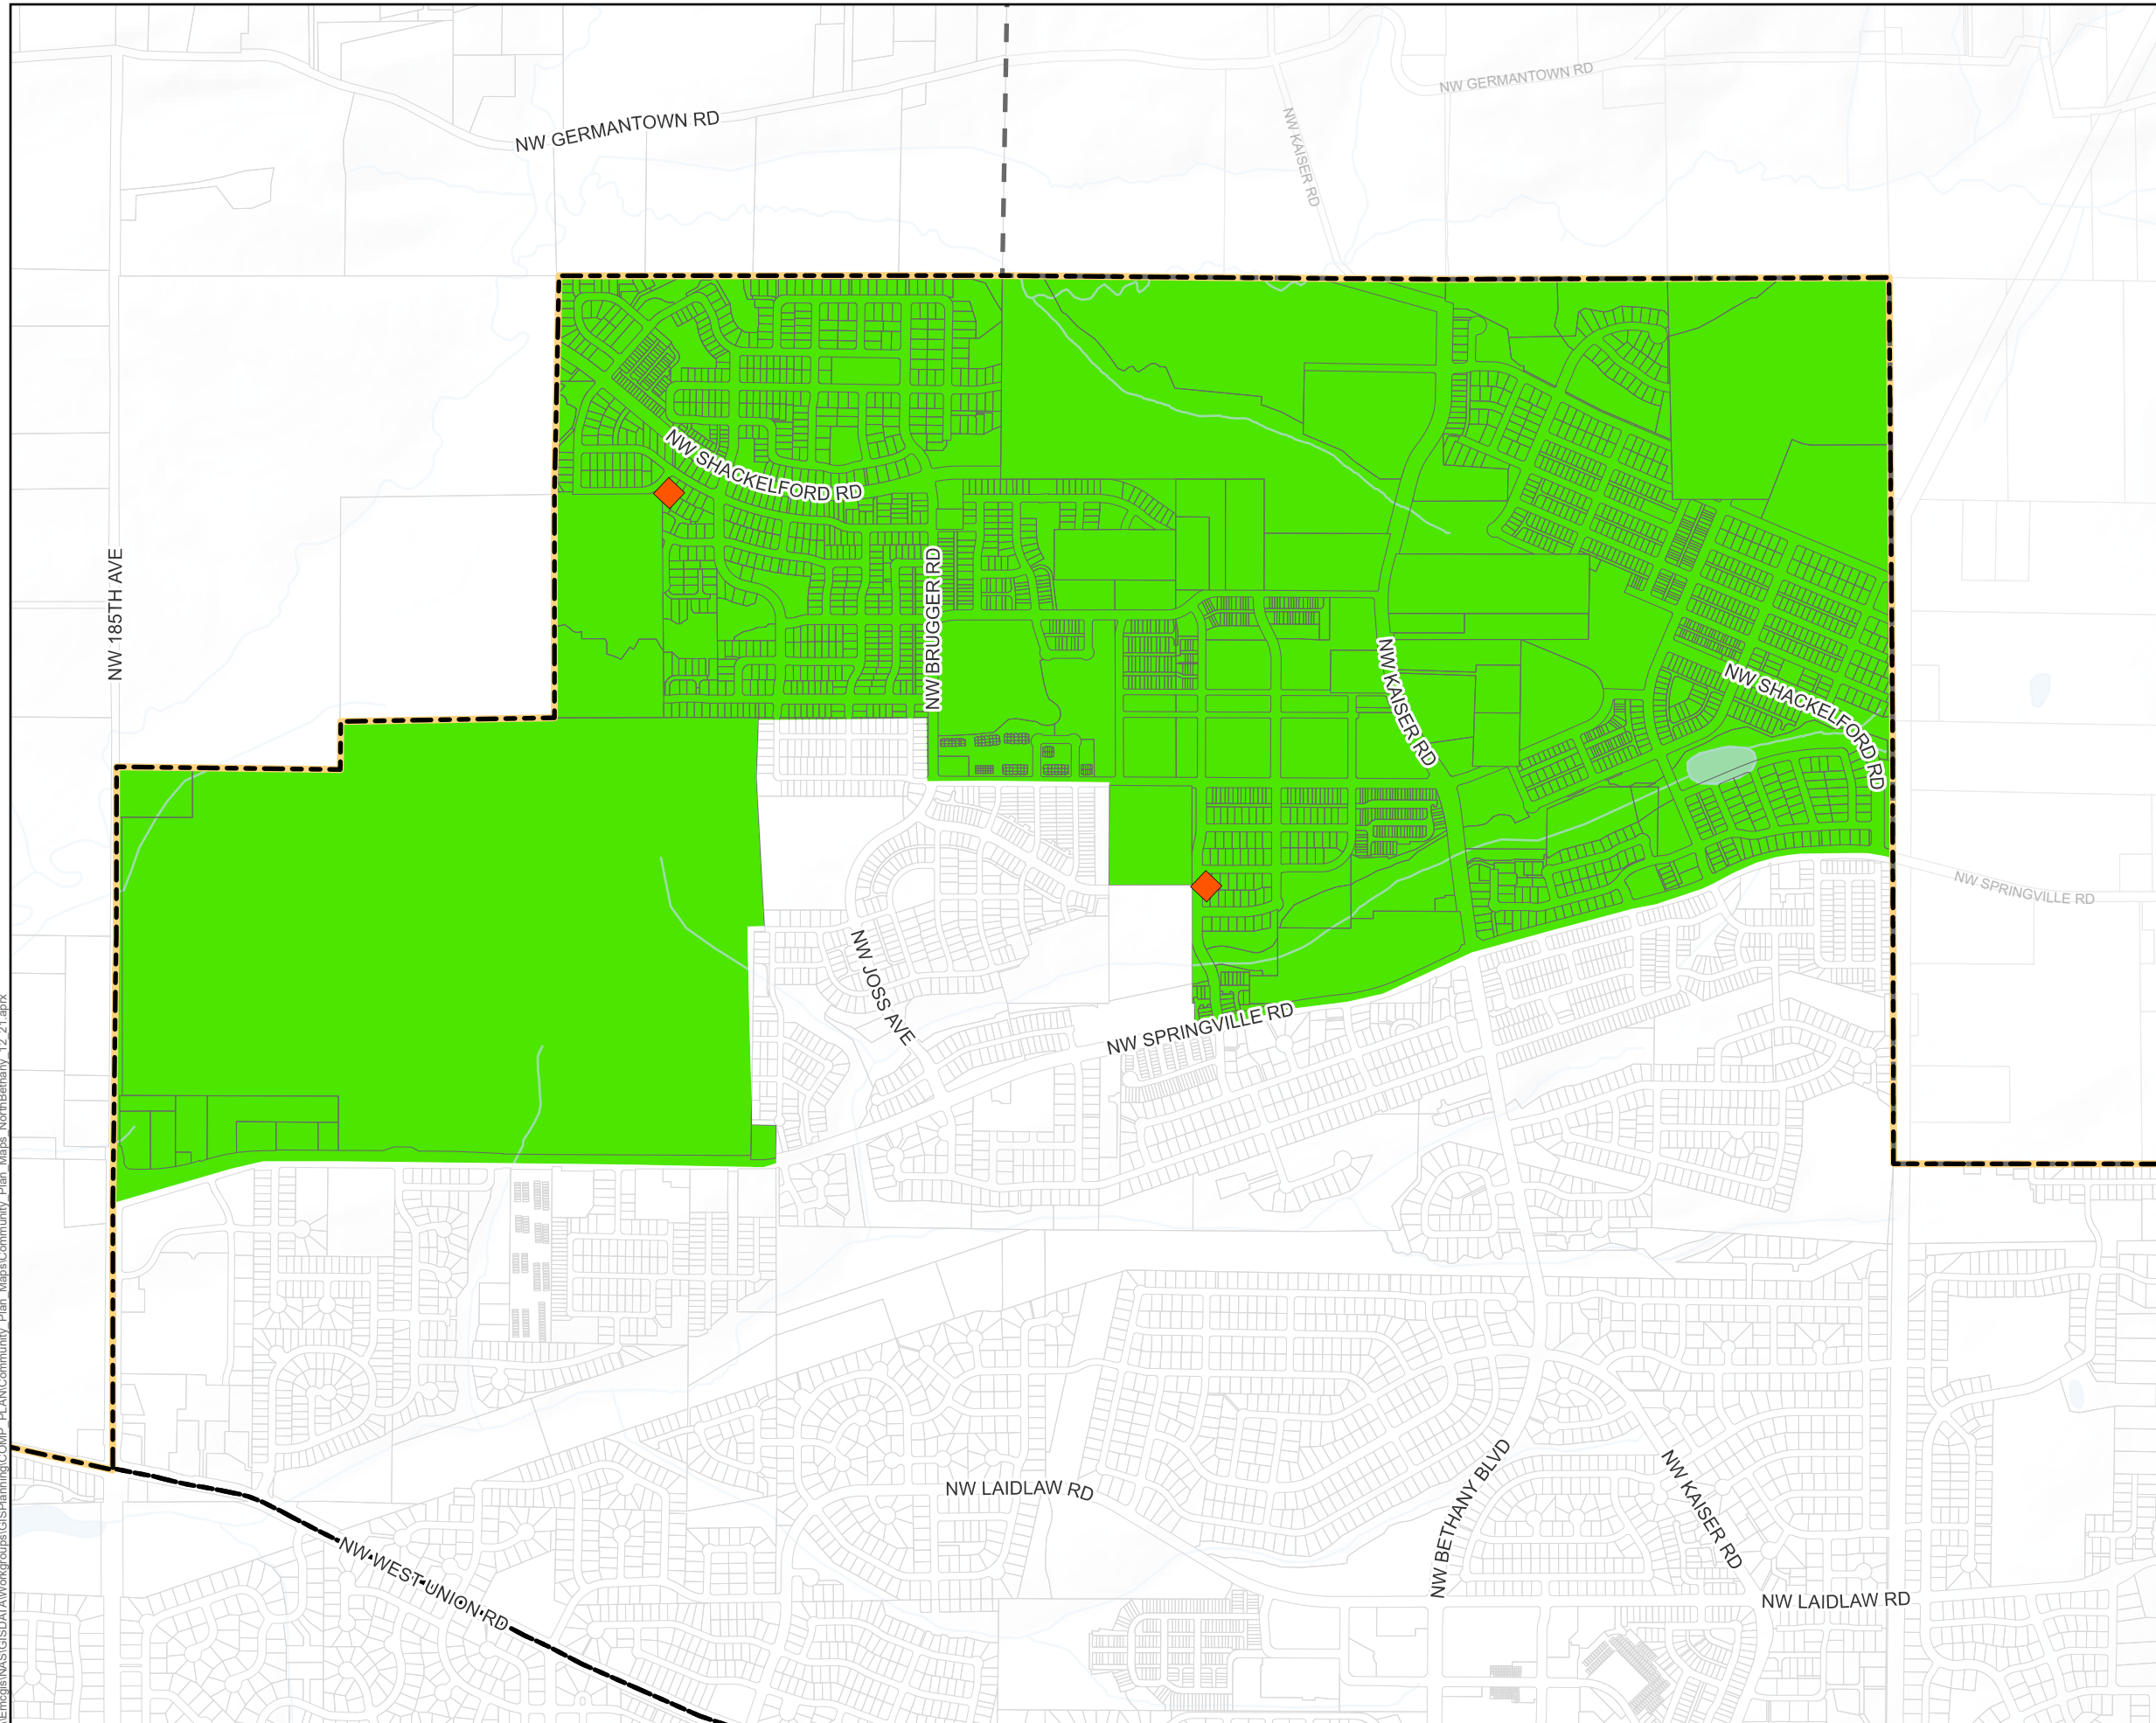 NW GERMANTOWN RD
NW GERMANTOWN RD
NW KAISER RD
NW SHACKELFORD RD
NW 185TH AVE
NW BRUGGER RD
NW KAISER RD
NW SHACKELFORD RD
NW SPRINGVILLE RD
NW JOSS AVE
NW SPRINGVILLE RD
NW LAIDLAW RD
NW BETHANY BLVD
NW KAISER RD
NW WEST UNION RD
NW LAIDLAW RD